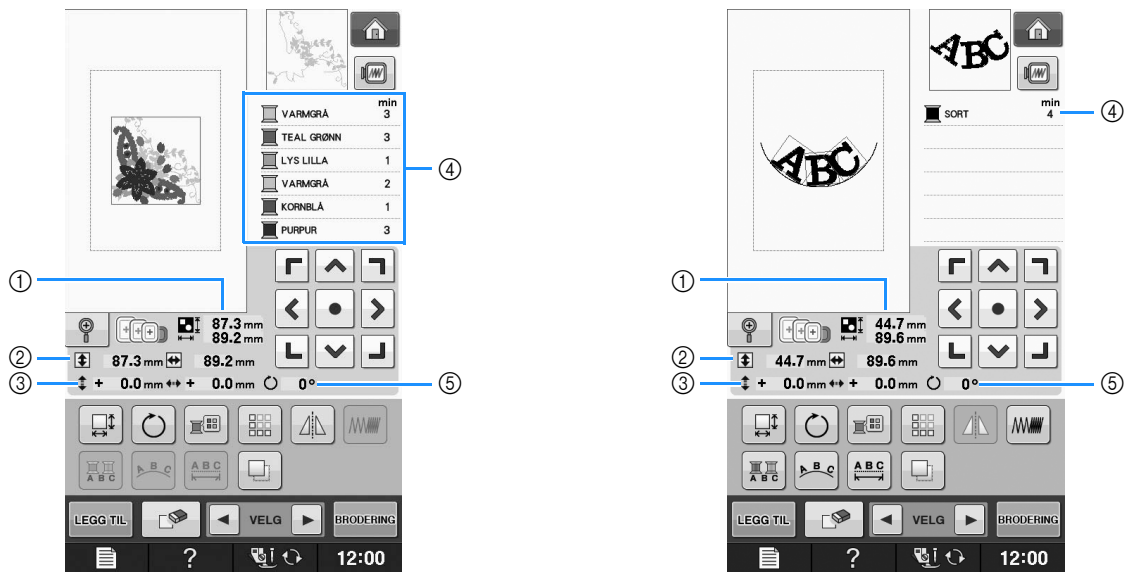 min
VARMGRÅ 3
TEAL GRØNN 3
LYS LILLA 1
VARMGRÅ 2
KORNBLÅ 1
PURPUR 3
④
①
87.3 mm
89.2 mm
② 87.3 mm 89.2 mm
③ + 0.0 mm + 0.0 mm 0° ⑤
A B C A B C A B C
LEGG TIL VELG BRODERING
? 12:00
ABC
min
SORT 4 ④
ABC
①
44.7 mm
89.6 mm
② 44.7 mm 89.6 mm
③ + 0.0 mm + 0.0 mm 0° ⑤
A B C A B C A B C
LEGG TIL VELG BRODERING
? 12:00